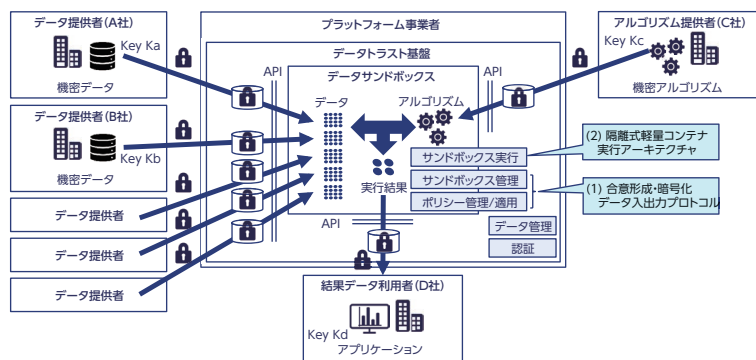 データ提供者(A社)
Key Ka
機密データ
データ提供者(B社)
Key Kb
機密データ
データ提供者
データ提供者
データ提供者
プラットフォーム事業者
データトラスト基盤
API
データサンドボックス
API
データ
アルゴリズム
実行結果
サンドボックス実行
サンドボックス管理
ポリシー管理/適用
API
データ管理
認証
アルゴリズム提供者(C社)
Key Kc
機密アルゴリズム
(2) 隔離式軽量コンテナ
実行アーキテクチャ
(1) 合意形成・暗号化
データ入出力プロトコル
結果データ利用者(D社)
Key Kd
アプリケーション